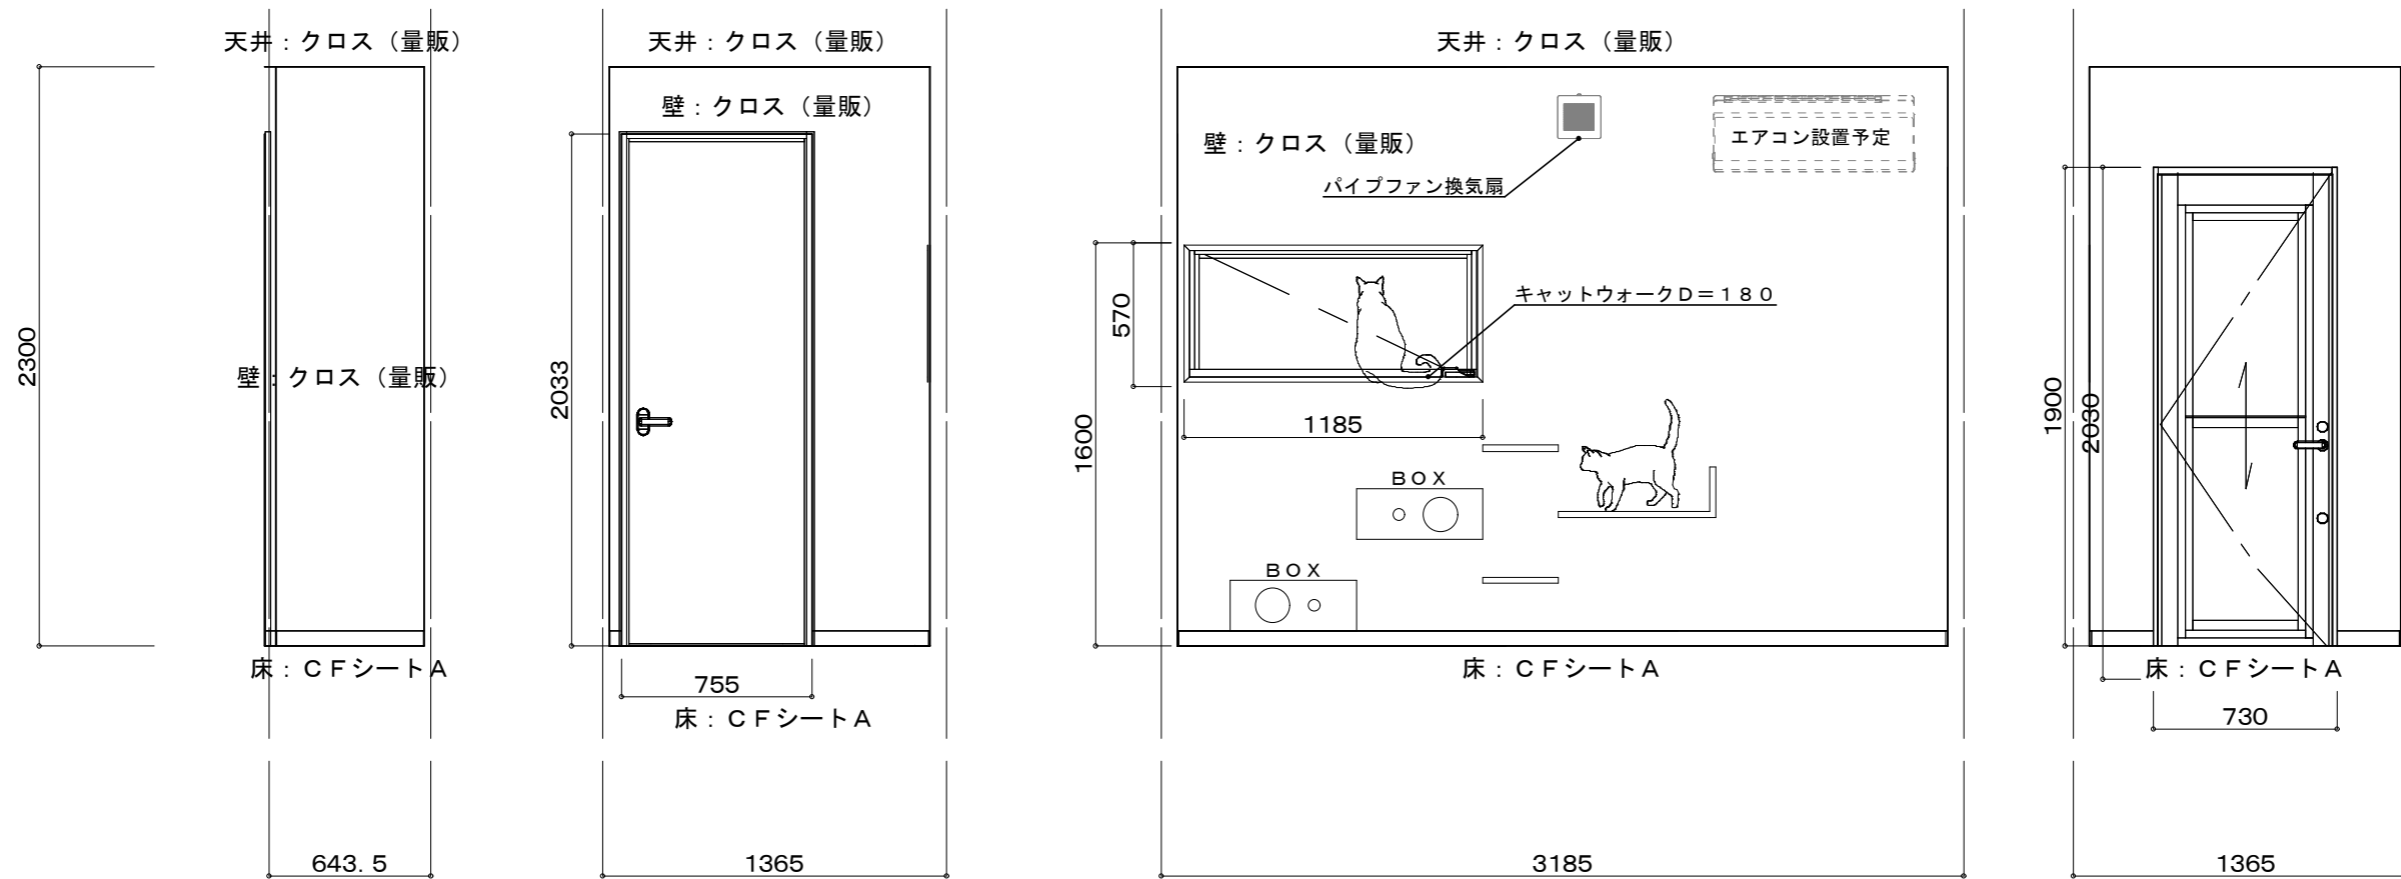 天井：クロス（量販）
天井：クロス（量販）
天井：クロス（量販）
壁：クロス（量販）
壁：クロス（量販）
エアコン設置予定
パイプファン換気扇
2300
壁：クロス（量販）
2033
570
1600
キャットウォークD＝１８０
1185
ＢＯＸ
ＢＯＸ
1900
2030
床：ＣＦシートＡ
755
床：ＣＦシートＡ
床：ＣＦシートＡ
床：ＣＦシートＡ
730
643.5
1365
3185
1365